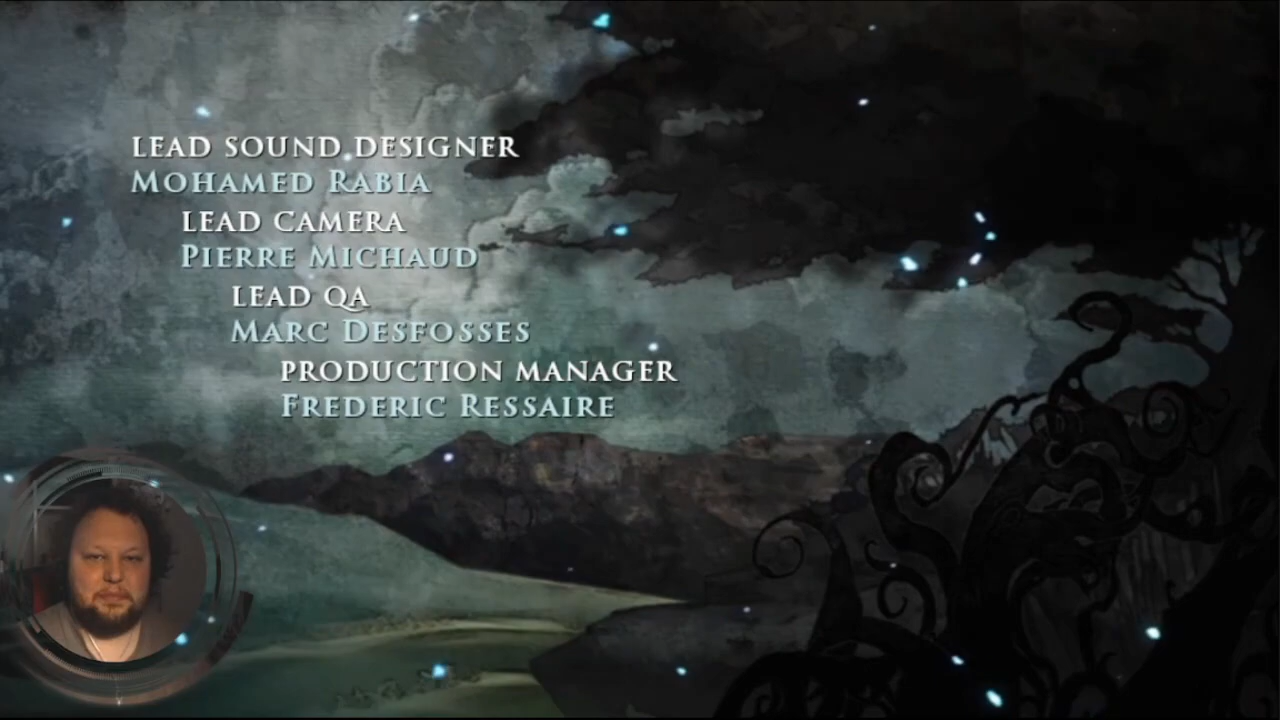 LEAD SOUND DESIGNER
MOHAMED RABIA
LEAD CAMERA
PIERRE MICHAUD
LEAD QA
MARC DESFOSSES
PRODUCTION MANAGER
FREDERIC RESSAIRE